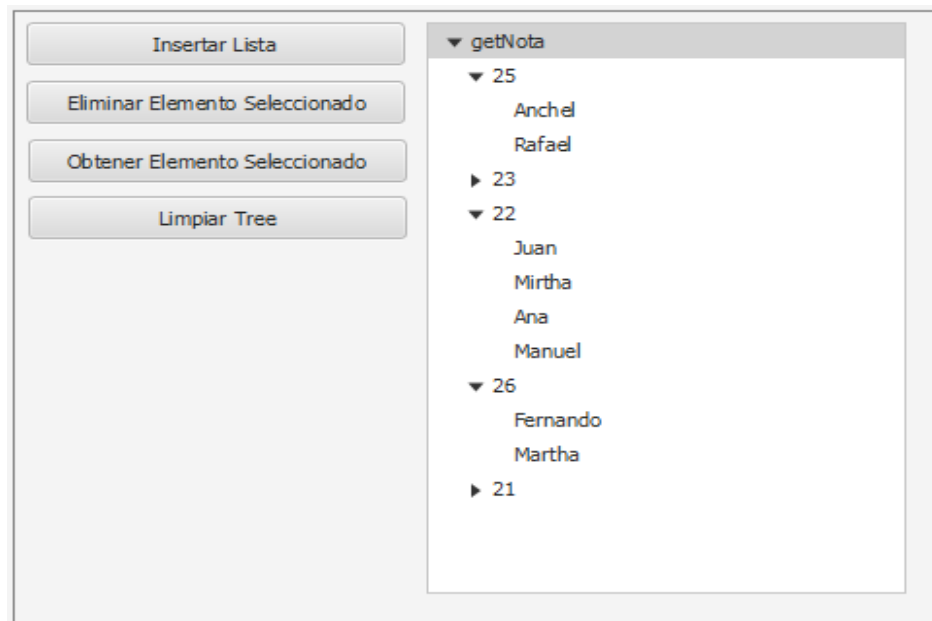 Insertar Lista
Eliminar Elemento Seleccionado
Obtener Elemento Seleccionado
Limpiar Tree
getNota
25
Anchel
Rafael
23
22
Juan
Mirtha
Ana
Manuel
26
Fernando
Martha
21